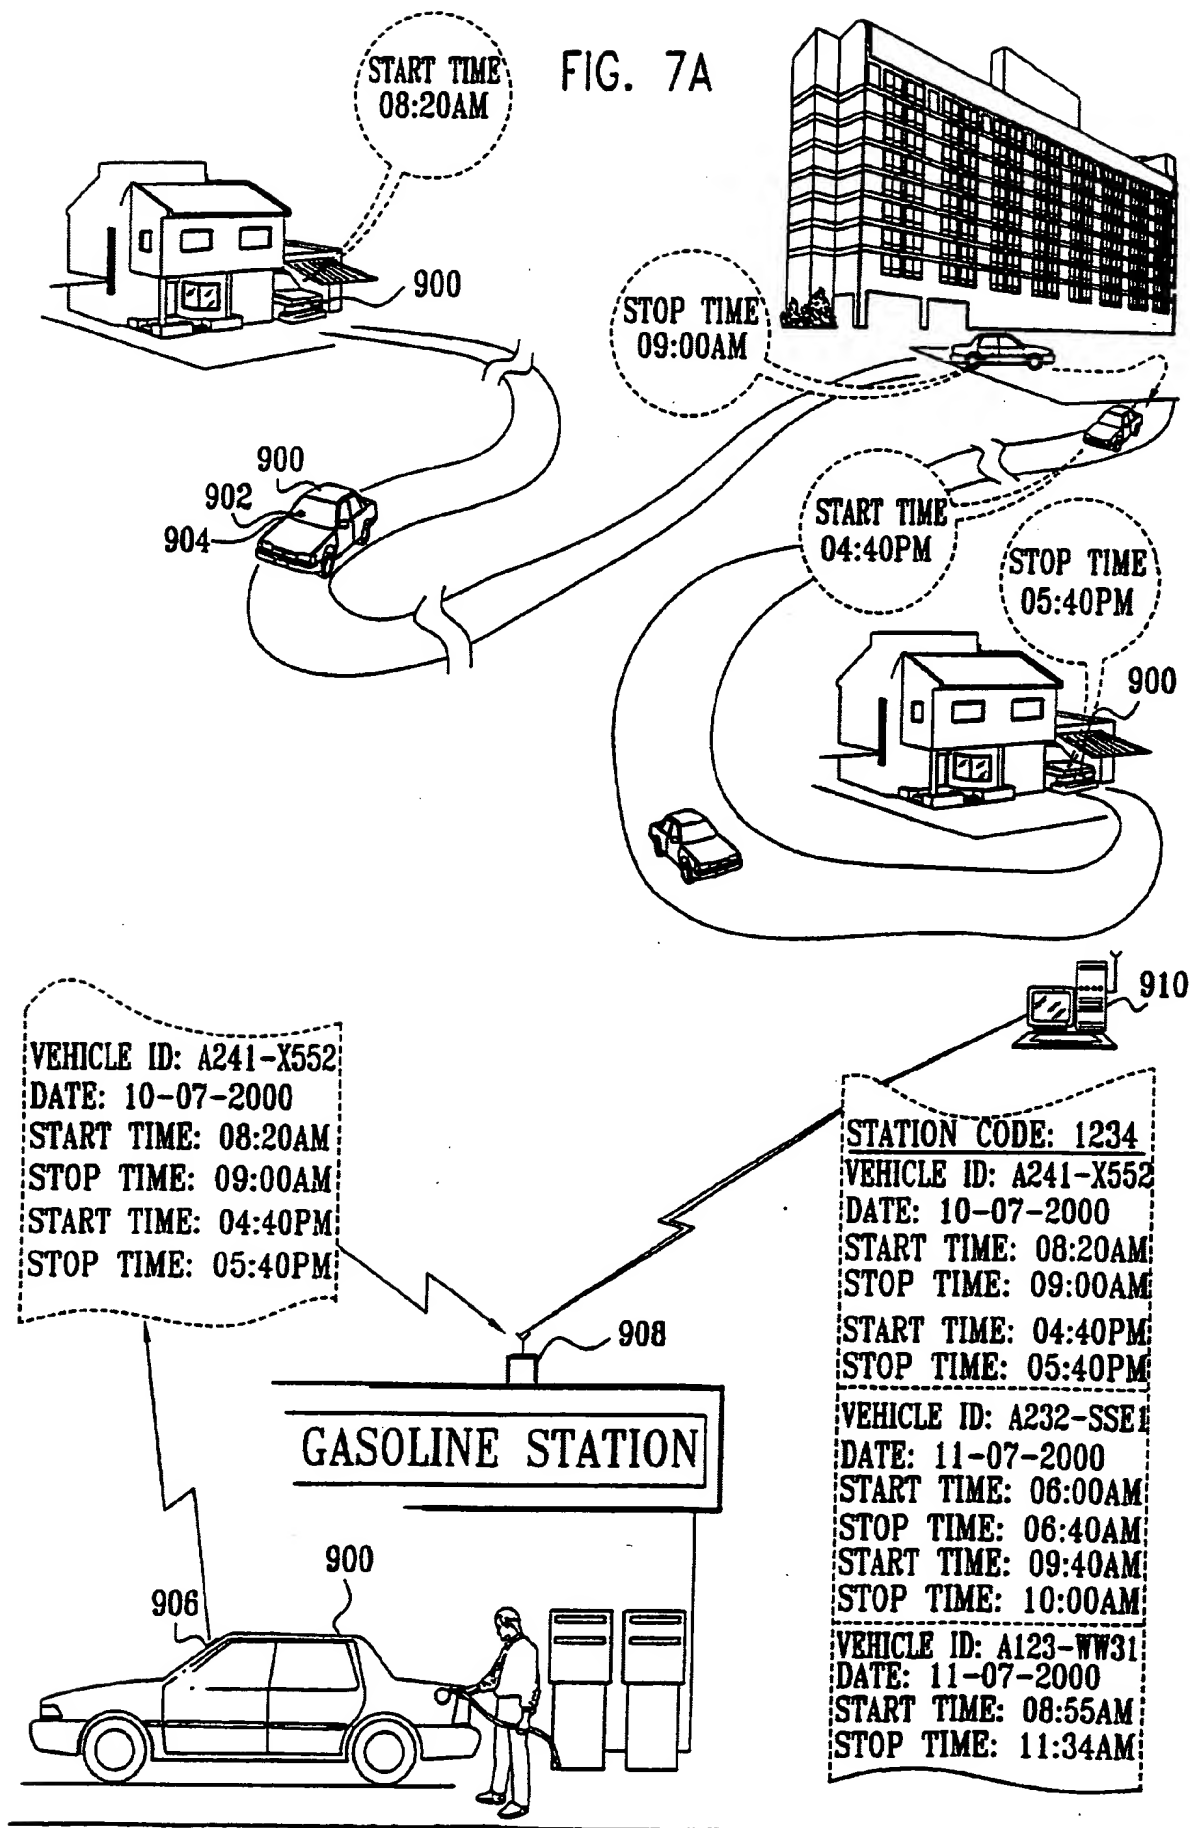 FIG. 7A
START TIME
08:20AM
900
STOP TIME
09:00AM
900
902
904
START TIME
04:40PM
STOP TIME
05:40PM
900
910
VEHICLE ID: A241-X552
DATE: 10-07-2000
START TIME: 08:20AM
STOP TIME: 09:00AM
START TIME: 04:40PM
STOP TIME: 05:40PM
STATION CODE: 1234
VEHICLE ID: A241-X552
DATE: 10-07-2000
START TIME: 08:20AM
STOP TIME: 09:00AM
START TIME: 04:40PM
STOP TIME: 05:40PM
VEHICLE ID: A232-SSE1
DATE: 11-07-2000
START TIME: 06:00AM
STOP TIME: 06:40AM
START TIME: 09:40AM
STOP TIME: 10:00AM
VEHICLE ID: A123-WW31
DATE: 11-07-2000
START TIME: 08:55AM
STOP TIME: 11:34AM
908
GASOLINE STATION
900
906